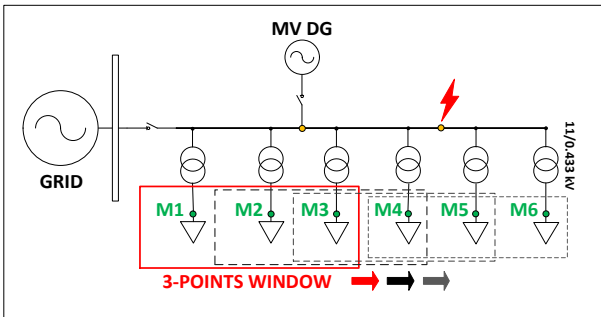 MV DG
GRID
11/0.433 kV
M1 M2 M3 M4 M5 M6
3-POINTS WINDOW